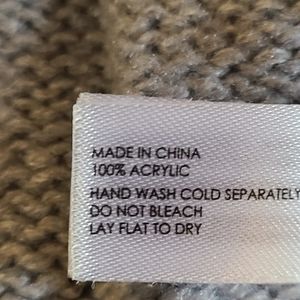 MADE IN CHINA
100% ACRYLIC
HAND WASH COLD SEPARATELY
DO NOT BLEACH
LAY FLAT TO DRY